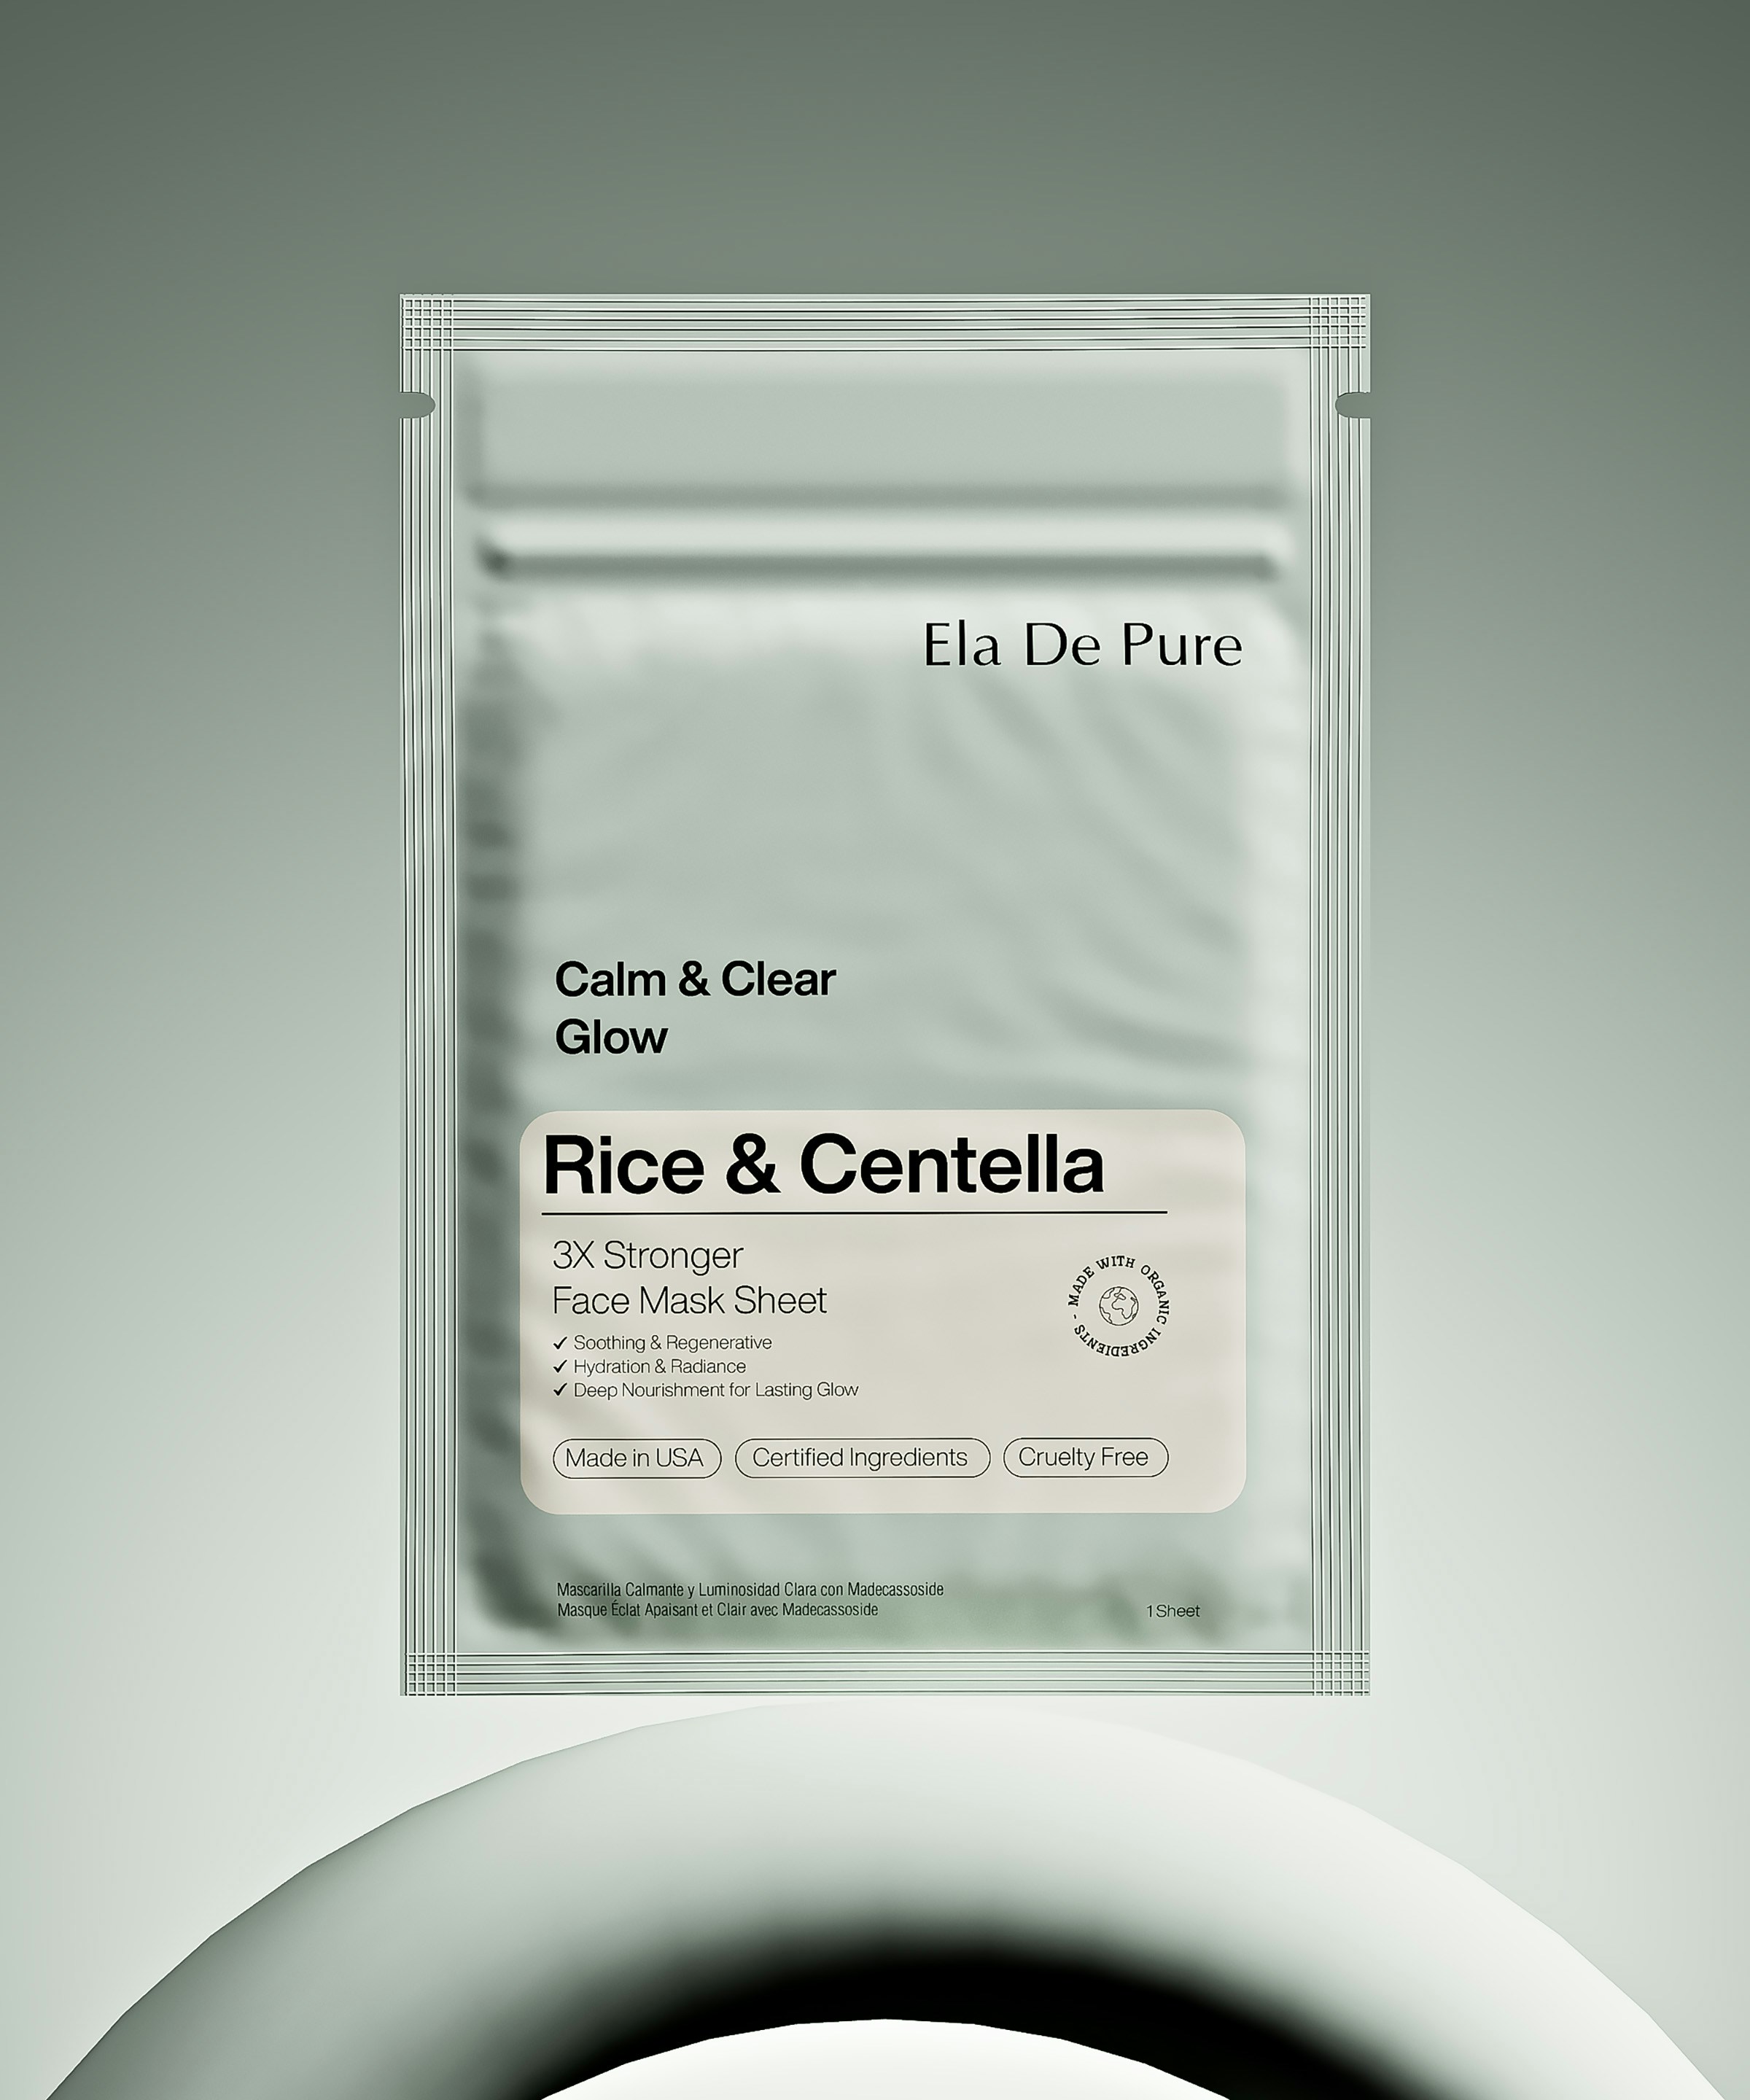 Ela De Pure
Calm & Clear
Glow
Rice & Centella
3X Stronger
Face Mask Sheet
✓ Soothing & Regenerative
✓ Hydration & Radiance
✓ Deep Nourishment for Lasting Glow
MADE WITH ORGANIC INGREDIENTS -
Made in USA
Certified Ingredients
Cruelty Free
Mascarilla Calmante y Luminosidad Clara con Madecassoside
Masque Éclat Apaisant et Clair avec Madecassoside
1 Sheet